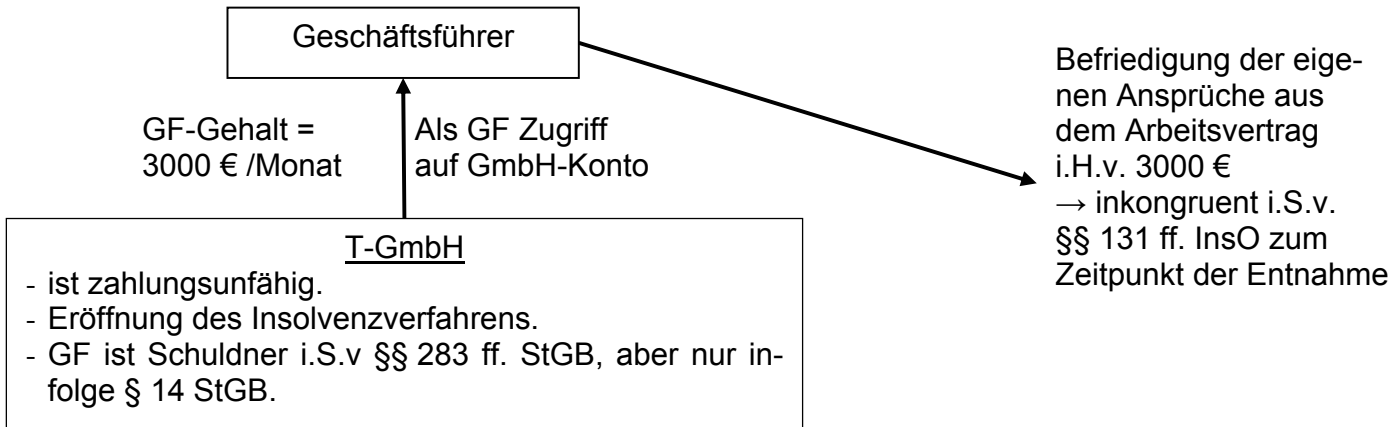 Geschäftsführer
GF-Gehalt =
3000 € /Monat
Als GF Zugriff
auf GmbH-Konto
Befriedigung der eige-
nen Ansprüche aus
dem Arbeitsvertrag
i.H.v. 3000 €
→ inkongruent i.S.v.
§§ 131 ff. InsO zum
Zeitpunkt der Entnahme
T-GmbH
- ist zahlungsunfähig.
- Eröffnung des Insolvenzverfahrens.
- GF ist Schuldner i.S.v §§ 283 ff. StGB, aber nur in-
folge § 14 StGB.